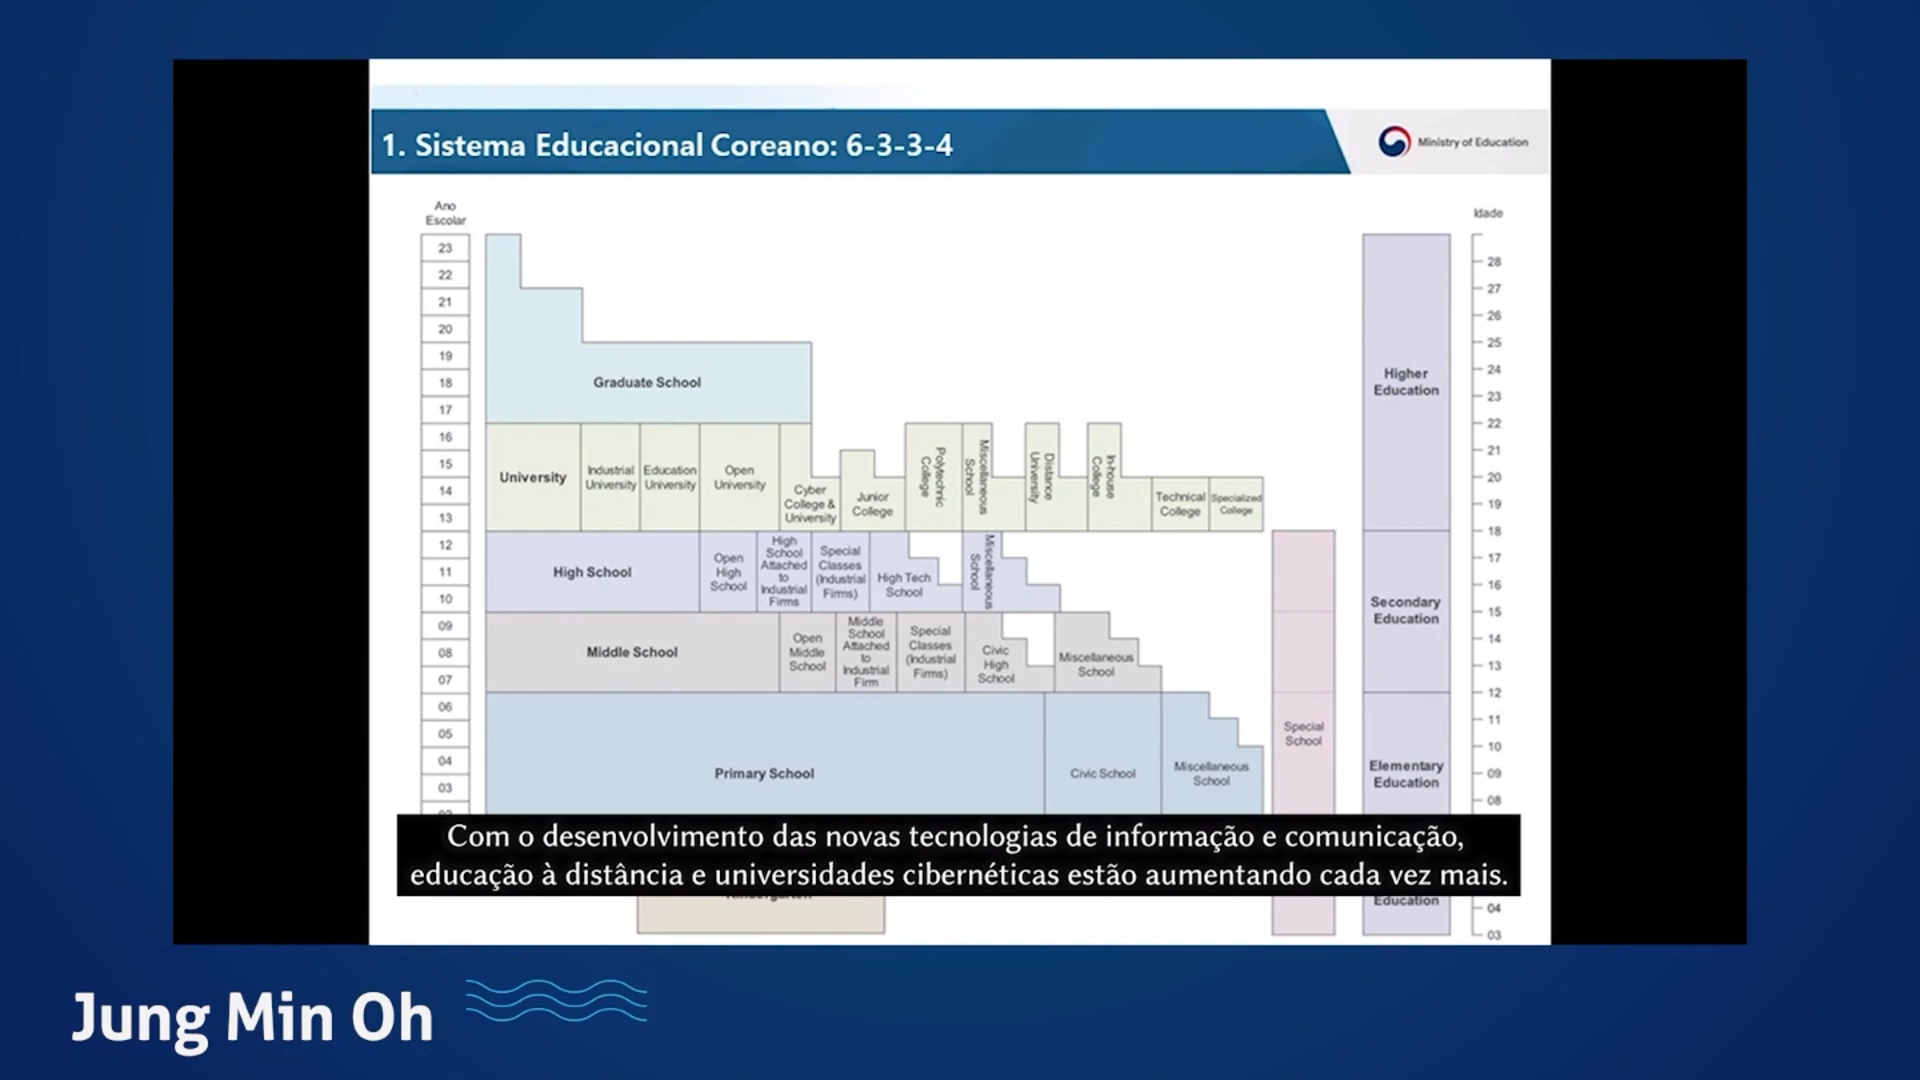 1. Sistema Educacional Coreano: 6-3-3-4
Ministry of Education
Ano
Escolar
Idade
23
22
21
20
19
18
17
16
15
14
13
12
11
10
09
08
07
06
05
04
03
Graduate School
University
Industrial
University
Education
University
Open
University
Cyber
College &
University
Junior
College
Polytechnic
College
Miscellaneous
School
Distance
University
In-house
College
Technical
College
Specialized
College
High School
Open
High
School
High
School
Attached
to
Industrial
Firms
Special
Classes
(Industrial
Firms)
High Tech
School
Miscellaneous
School
Middle School
Open
Middle
School
Middle
School
Attached
to
Industrial
Firm
Special
Classes
(Industrial
Firms)
Civic
High
School
Miscellaneous
School
Primary School
Civic School
Miscellaneous
School
Special
School
Higher
Education
Secondary
Education
Elementary
Education
Education
28
27
26
25
24
23
22
21
20
19
18
17
16
15
14
13
12
11
10
09
08
04
03
Com o desenvolvimento das novas tecnologias de informação e comunicação,
educação à distância e universidades cibernéticas estão aumentando cada vez mais.
Jung Min Oh